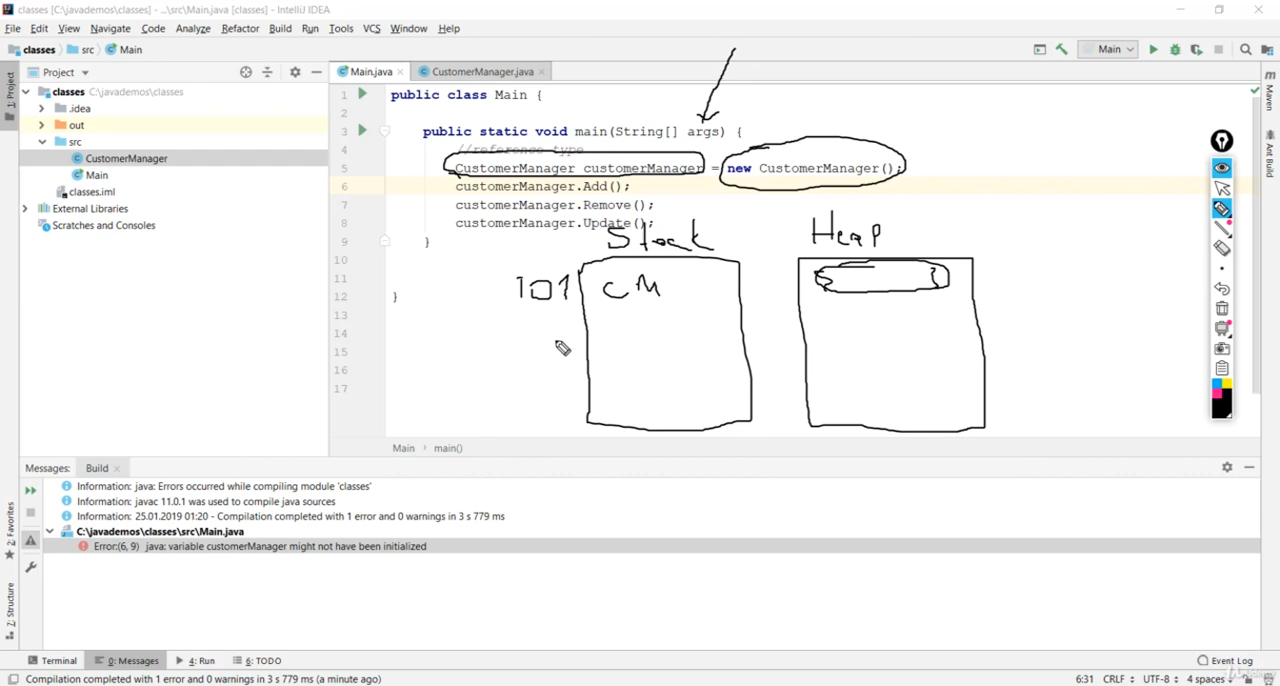 classes [C:\javademos\classes] - ...\src\Main.java [classes] - IntelliJ IDEA
File Edit View Navigate Code Analyze Refactor Build Run Tools VCS Window Help
classes src Main Main
Project Main.java CustomerManager.java
1: Project
classes C:\javademos\classes
.idea
out
src
CustomerManager
Main
classes.iml
External Libraries
Scratches and Consoles
1 public class Main {
2
3 public static void main(String[] args) {
4 //reference type
5 CustomerManager customerManager = new CustomerManager();
6 customerManager.Add();
7 customerManager.Remove();
8 customerManager.Update();
9 }
10
11
12 }
13
14
15
16
17
Stack Heap
101 CM
Maven
Ant Build
Main main()
Messages: Build
Information: java: Errors occurred while compiling module 'classes'
Information: javac 11.0.1 was used to compile java sources
Information: 25.01.2019 01:20 - Compilation completed with 1 error and 0 warnings in 3 s 779 ms
C:\javademos\classes\src\Main.java
Error:(6, 9) java: variable customerManager might not have been initialized
2: Favorites
7: Structure
Terminal 0: Messages 4: Run 6: TODO Event Log
Compilation completed with 1 error and 0 warnings in 3 s 779 ms (a minute ago) 6:31 CRLF UTF-8 4 spaces